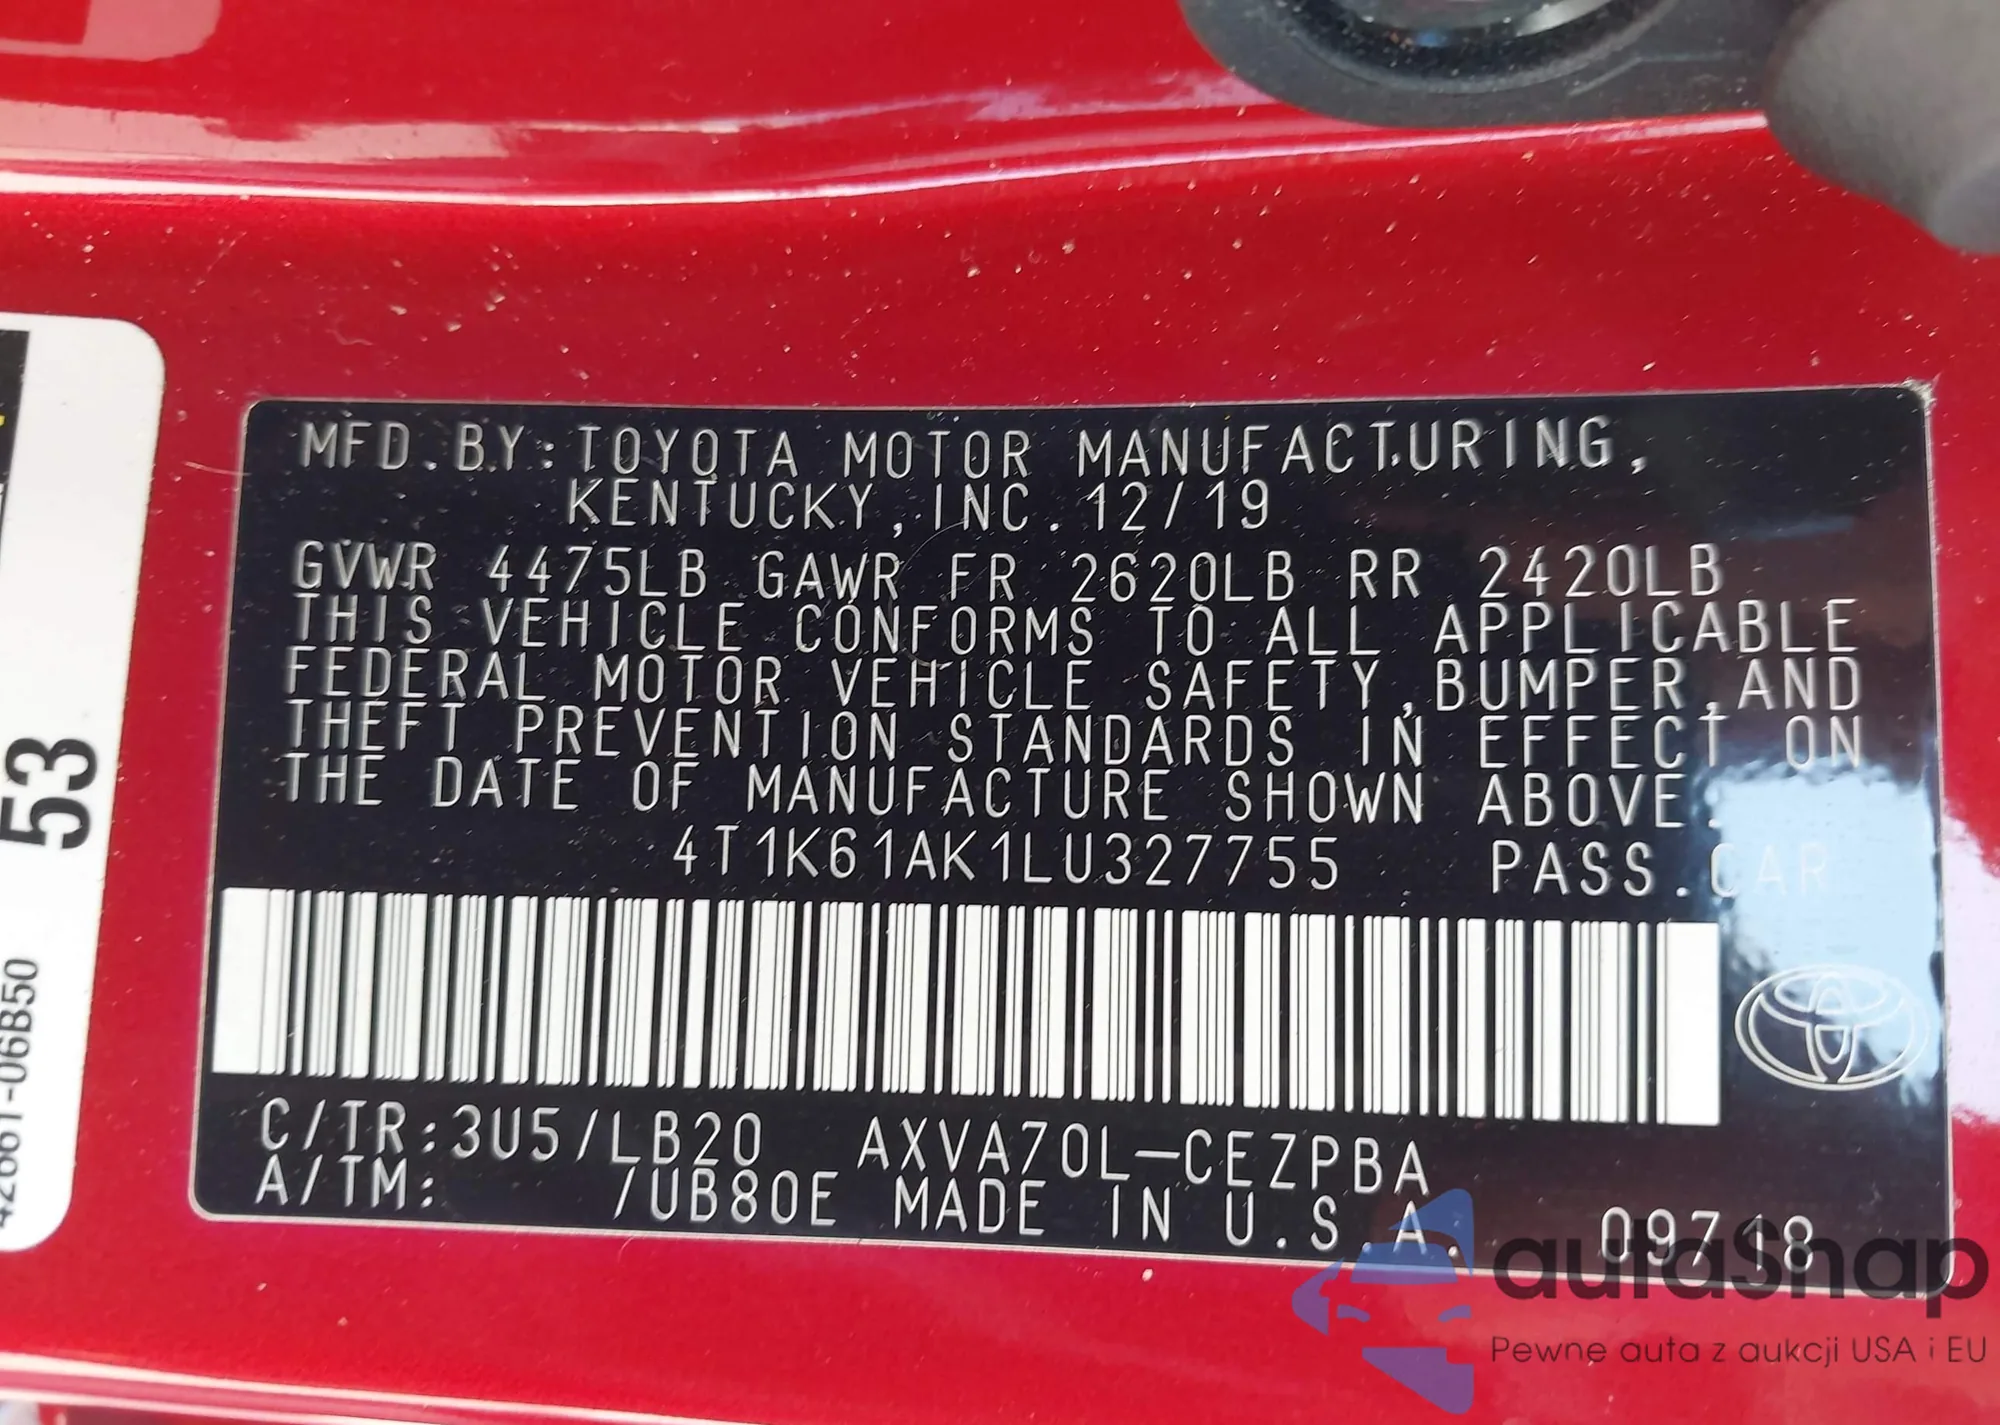 MFD.BY:TOYOTA MOTOR MANUFACTURING,
KENTUCKY,INC.12/19
GVWR 4475LB GAWR FR 2620LB RR 2420LB
THIS VEHICLE CONFORMS TO ALL APPLICABLE
FEDERAL MOTOR VEHICLE SAFETY,BUMPER,AND
THEFT PREVENTION STANDARDS IN EFFECT ON
THE DATE OF MANUFACTURE SHOWN ABOVE.
4T1K61AK1LU327755 PASS.CAR
C/TR:3U5/LB20 AXVA70L-CEZPBA
A/TM: /UB80E MADE IN U.S.A. 09718
53
42661-06B50
autaSnap
Pewne auta z aukcji USA i EU